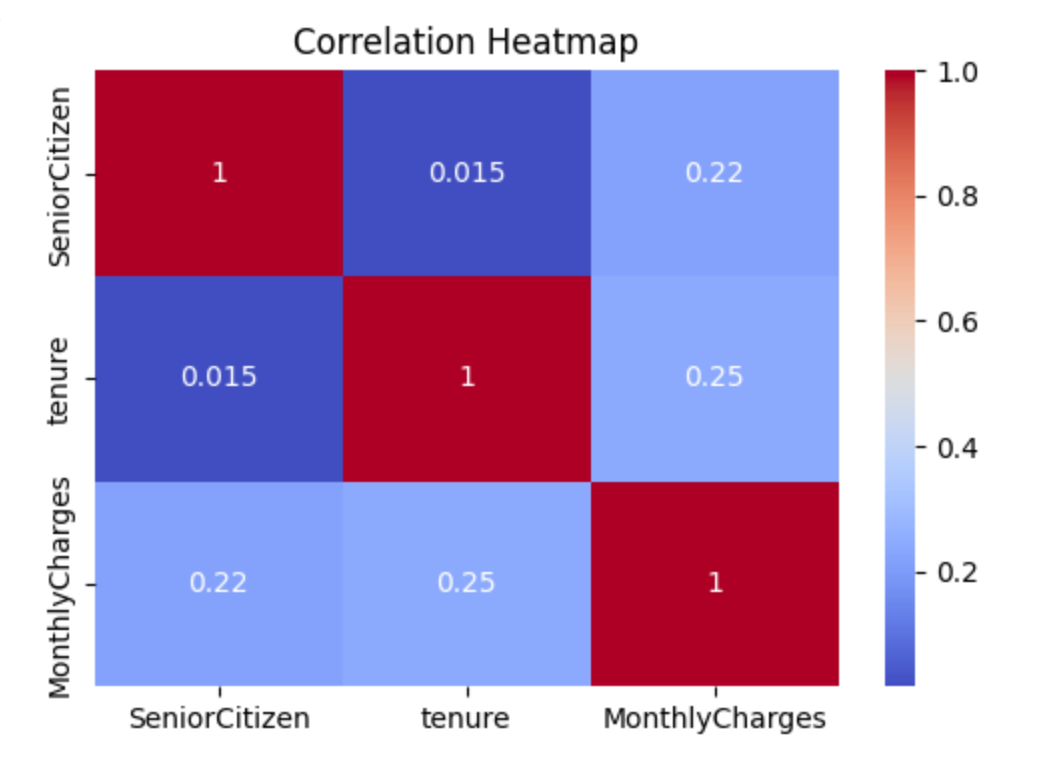 Correlation Heatmap
SeniorCitizen
1
0.015
0.22
tenure
0.015
1
0.25
MonthlyCharges
0.22
0.25
1
SeniorCitizen
tenure
MonthlyCharges
1.0
0.8
0.6
0.4
0.2